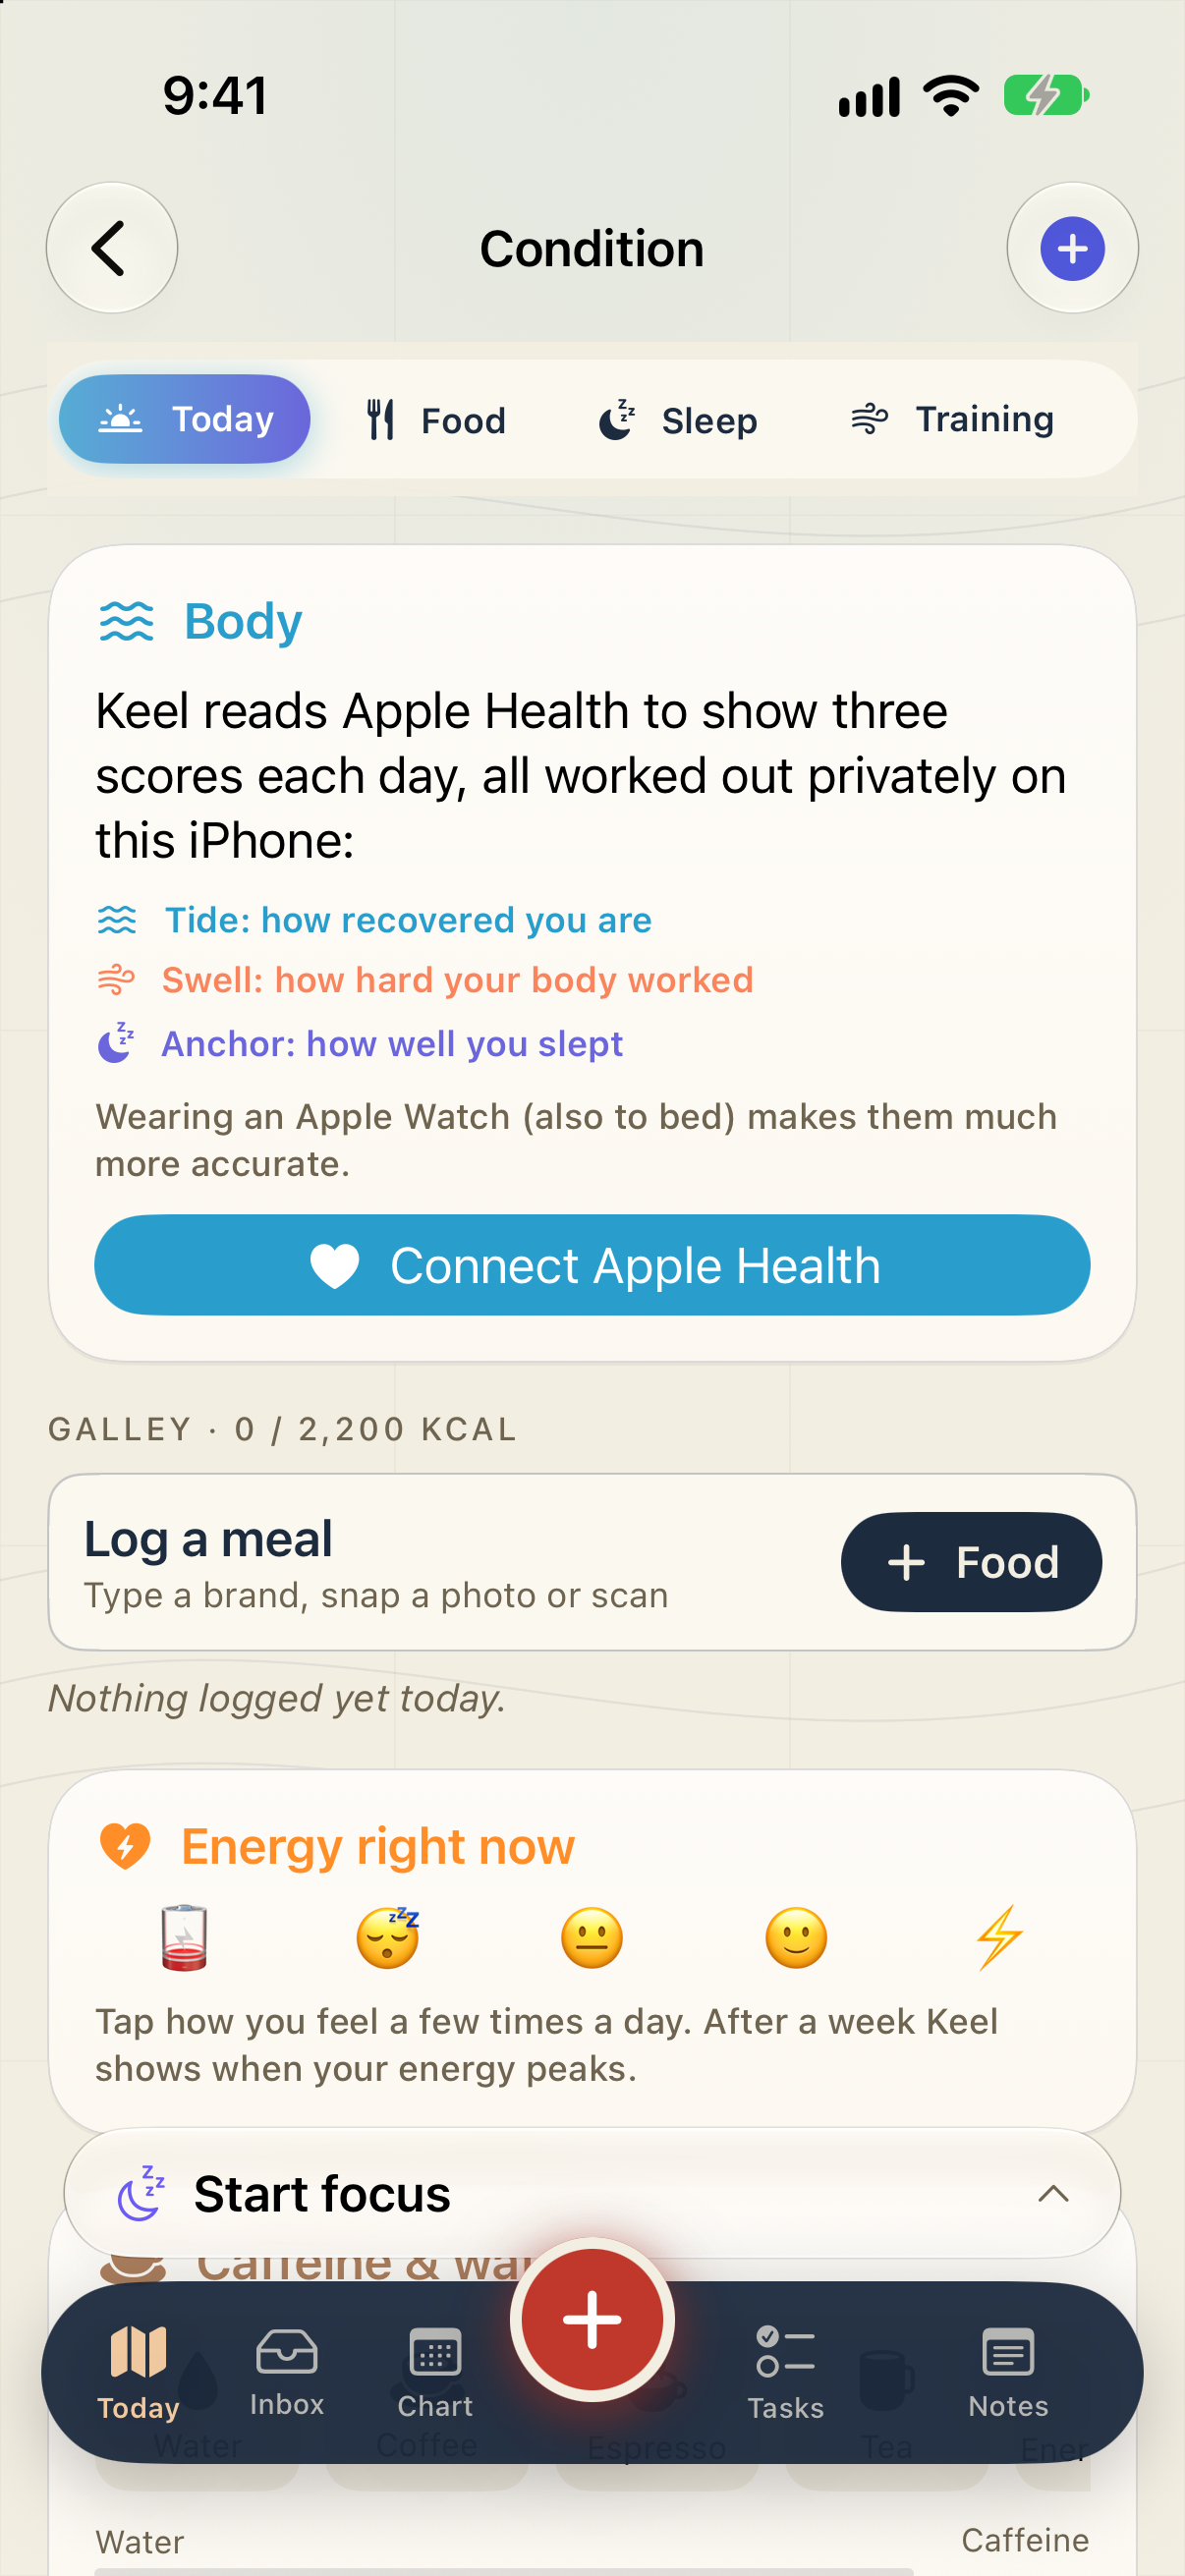 9:41
Condition
Today
Food
Sleep
Training
Body
Keel reads Apple Health to show three
scores each day, all worked out privately on
this iPhone:
Tide: how recovered you are
Swell: how hard your body worked
Anchor: how well you slept
Wearing an Apple Watch (also to bed) makes them much
more accurate.
Connect Apple Health
GALLEY · 0 / 2,200 KCAL
Log a meal
Type a brand, snap a photo or scan
Food
Nothing logged yet today.
Energy right now
Tap how you feel a few times a day. After a week Keel
shows when your energy peaks.
Start focus
Caffeine &
Today
Inbox
Chart
Tasks
Notes
Water
Coffee
Espresso
Tea
Water
Caffeine